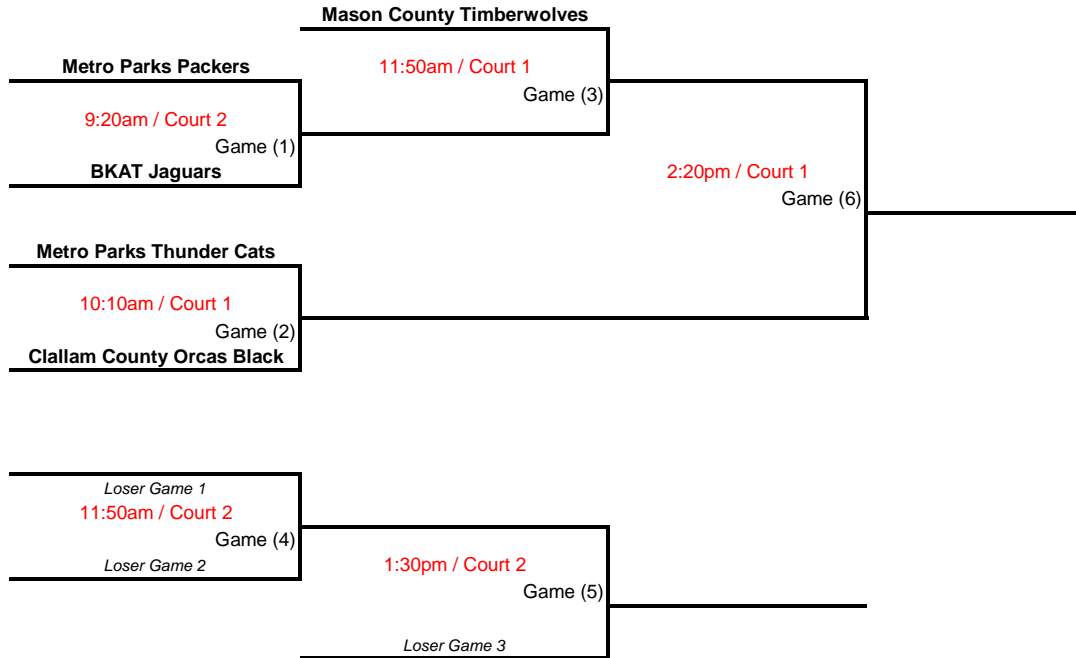 Mason County Timberwolves
Metro Parks Packers
11:50am / Court 1
Game (3)
9:20am / Court 2
Game (1)
BKAT Jaguars
2:20pm / Court 1
Game (6)
Metro Parks Thunder Cats
10:10am / Court 1
Game (2)
Clallam County Orcas Black
Loser Game 1
11:50am / Court 2
Game (4)
Loser Game 2
1:30pm / Court 2
Game (5)
Loser Game 3